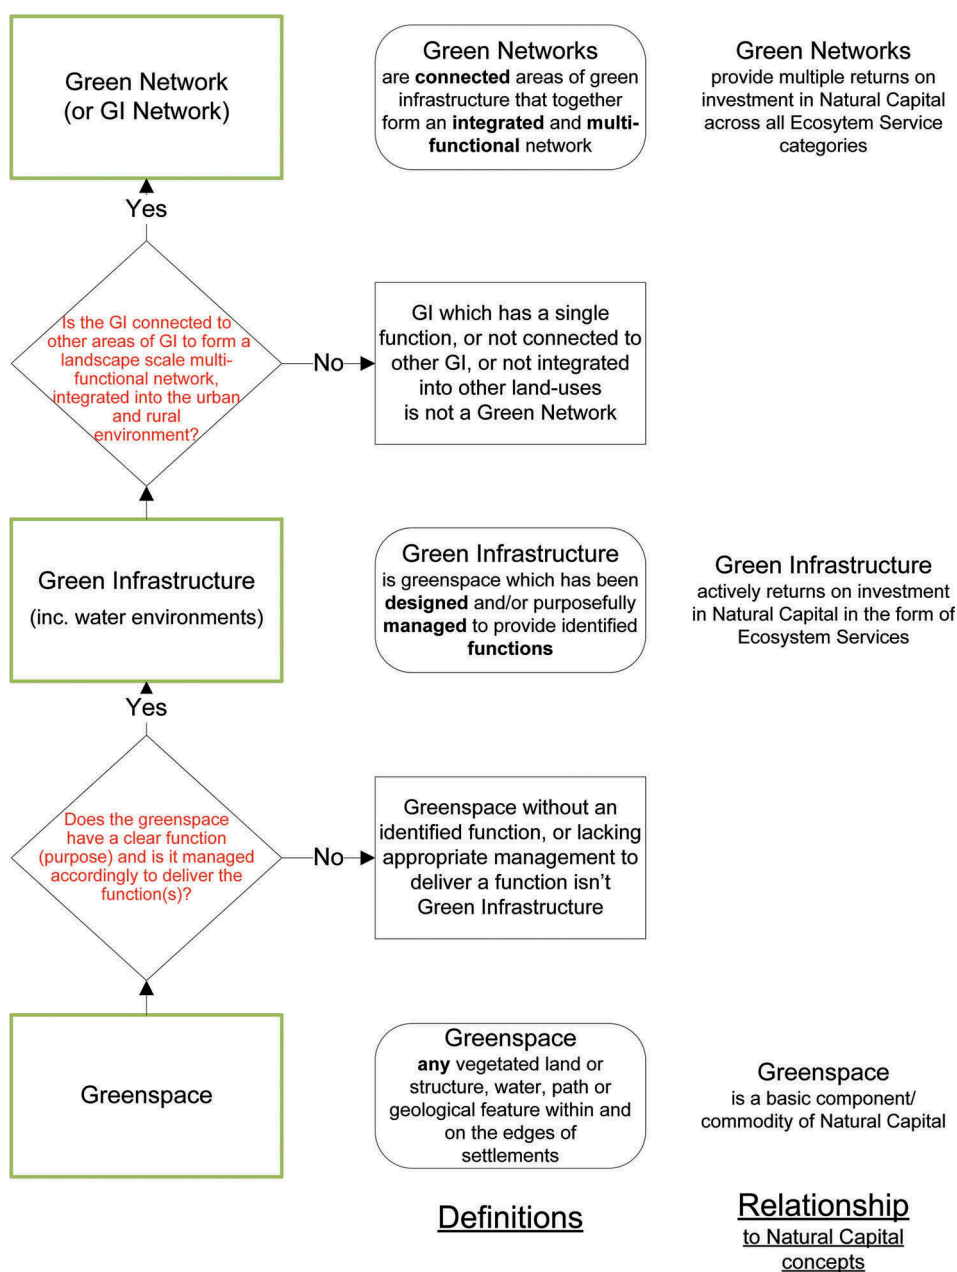 Green Network
(or GI Network)
Green Networks
are connected areas of green
infrastructure that together
form an integrated and multi-
functional network
Green Networks
provide multiple returns on
investment in Natural Capital
across all Ecosytem Service
categories
Yes
Is the GI connected to
other areas of GI to form a
landscape scale multi-
functional network,
integrated into the urban
and rural
environment?
No
GI which has a single
function, or not connected to
other GI, or not integrated
into other land-uses
is not a Green Network
Green Infrastructure
(inc. water environments)
Green Infrastructure
is greenspace which has been
designed and/or purposefully
managed to provide identified
functions
Green Infrastructure
actively returns on investment
in Natural Capital in the form of
Ecosystem Services
Yes
Does the greenspace
have a clear function
(purpose) and is it managed
accordingly to deliver the
function(s)?
No
Greenspace without an
identified function, or lacking
appropriate management to
deliver a function isn’t
Green Infrastructure
Greenspace
Greenspace
any vegetated land or
structure, water, path or
geological feature within and
on the edges of
settlements
Greenspace
is a basic component/
commodity of Natural Capital
Definitions
Relationship
to Natural Capital
concepts